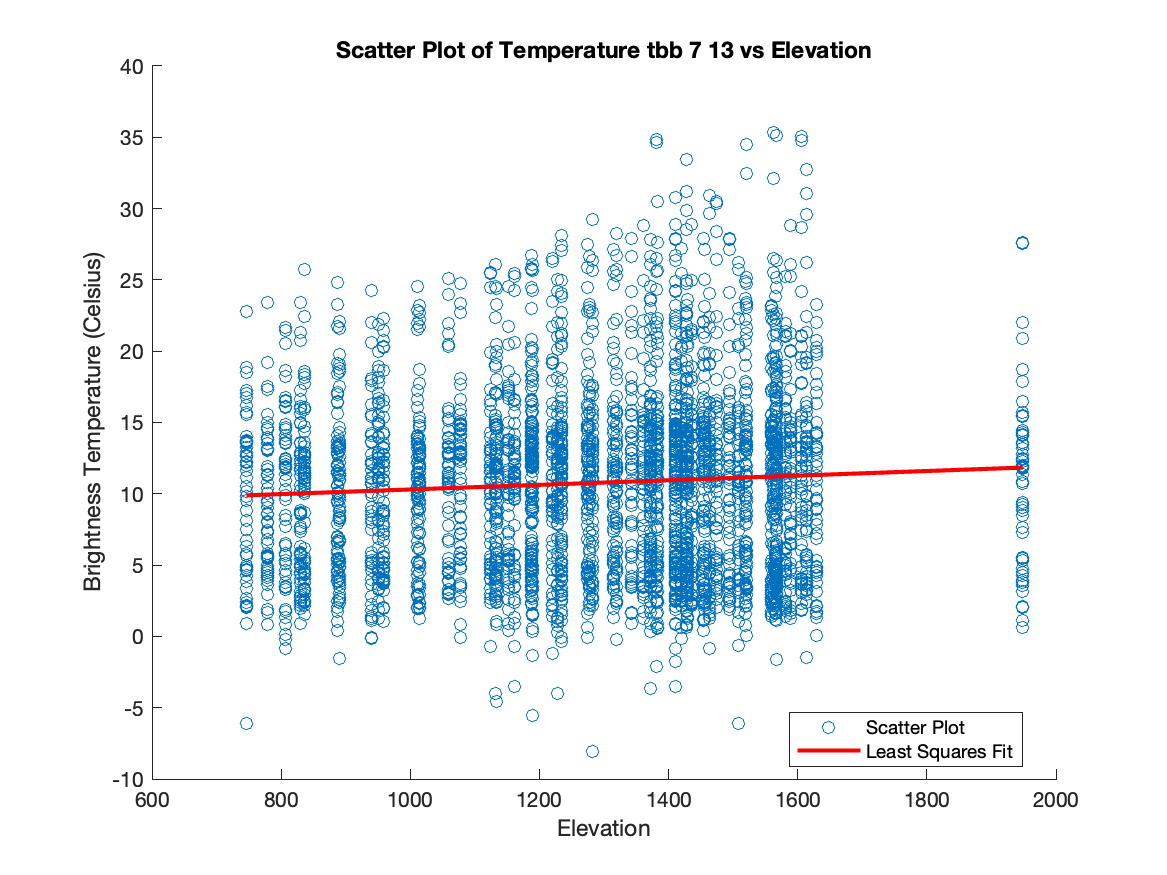 Scatter Plot of Temperature tbb 7 13 vs Elevation
40
35
30
25
20
15
10
5
0
-5
-10
Brightness Temperature (Celsius)
Scatter Plot
Least Squares Fit
600 800 1000 1200 1400 1600 1800 2000
Elevation